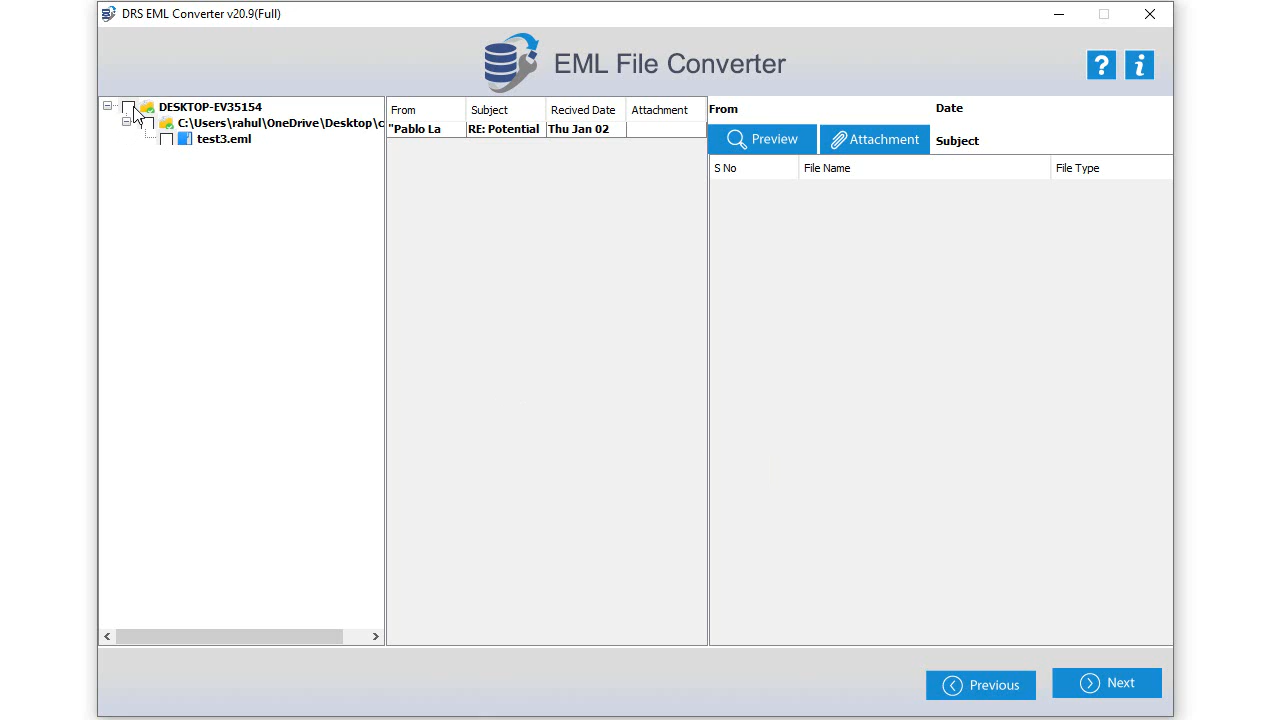 DRS EML Converter v20.9(Full)
EML File Converter
? i
DESKTOP-EV35154
C:\Users\rahul\OneDrive\Desktop\c
test3.eml
From Subject Recived Date Attachment
"Pablo La RE: Potential Thu Jan 02
From Date
Preview Attachment Subject
S No File Name File Type
Previous Next